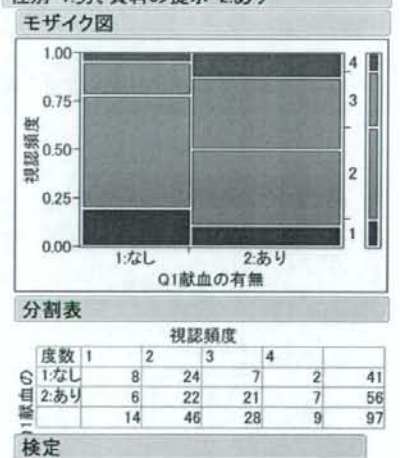 モザイク図
1.00
0.75
0.50
0.25
0.00
視認頻度
4
3
2
1
1:なし
2:あり
Q1献血の有無
分割表
視認頻度
度数 1 2 3 4
1:なし 8 24 7 2 41
2:あり 6 22 21 7 56
14 46 28 9 97
検定